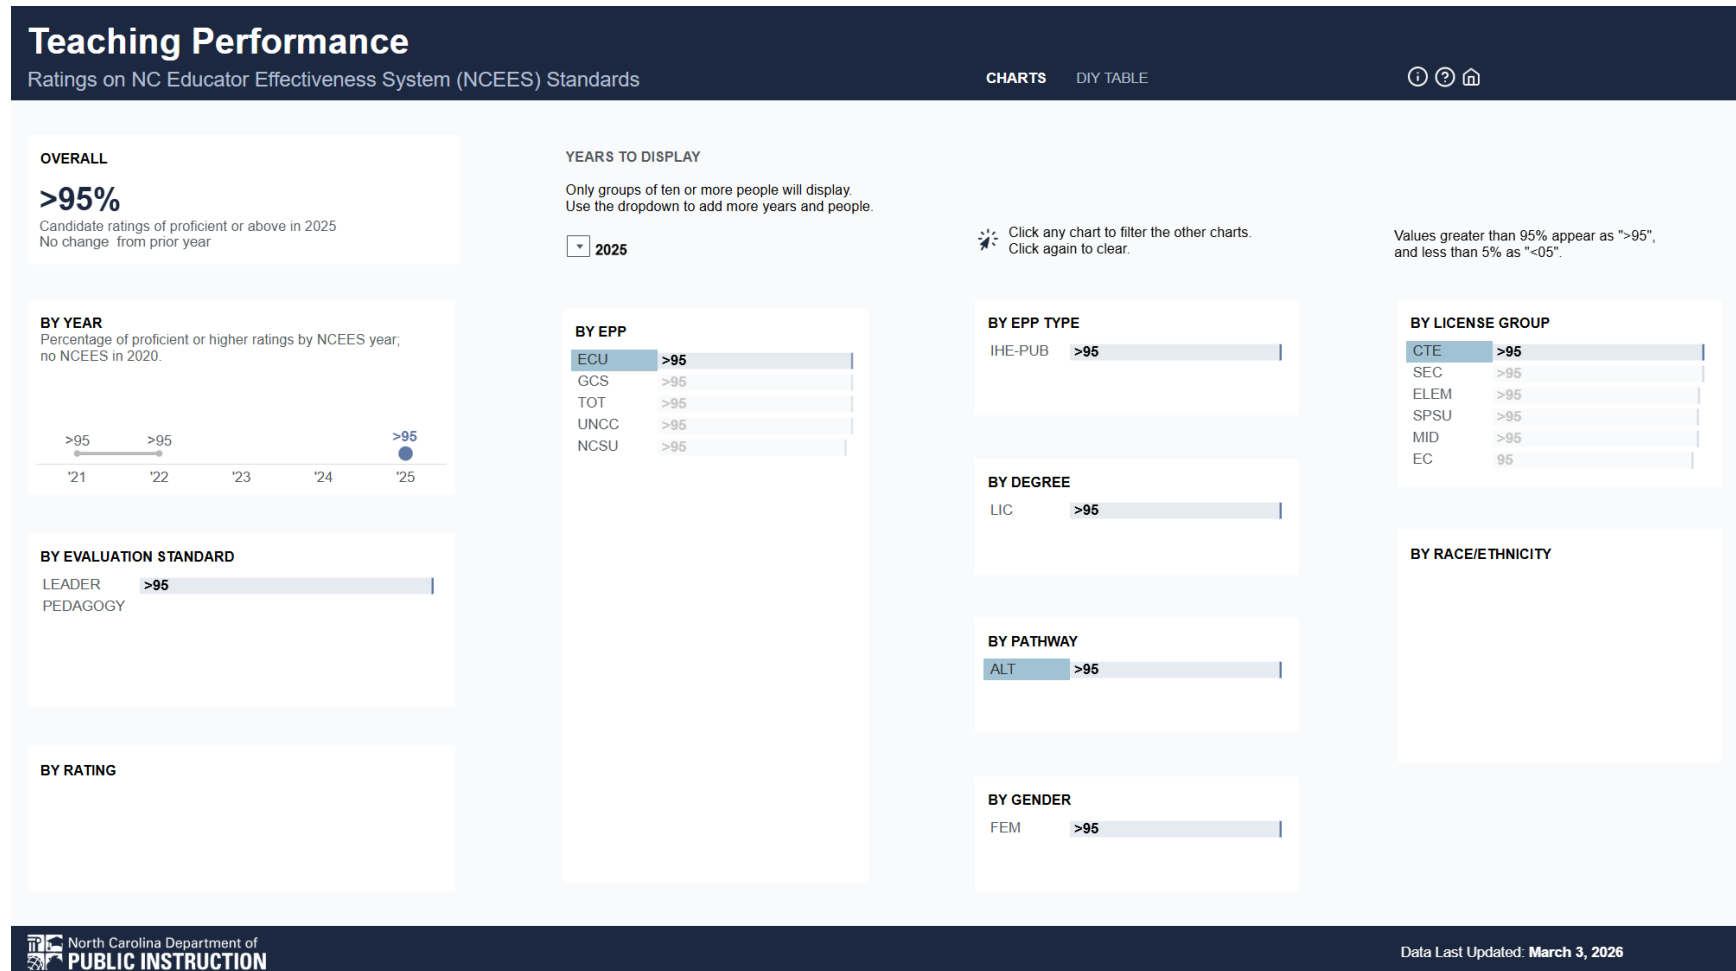 Teaching Performance
Ratings on NC Educator Effectiveness System (NCEES) Standards
CHARTS DIY TABLE
OVERALL
>95%
Candidate ratings of proficient or above in 2025
No change from prior year
YEARS TO DISPLAY
Only groups of ten or more people will display.
Use the dropdown to add more years and people.
2025
Click any chart to filter the other charts.
Click again to clear.
Values greater than 95% appear as ">95",
and less than 5% as "<05".
BY YEAR
Percentage of proficient or higher ratings by NCEES year;
no NCEES in 2020.
>95 >95 >95
'21 '22 '23 '24 '25
BY EVALUATION STANDARD
LEADER >95
PEDAGOGY
BY RATING
BY EPP
ECU >95
GCS >95
TOT >95
UNCC >95
NCSU >95
BY EPP TYPE
IHE-PUB >95
BY DEGREE
LIC >95
BY PATHWAY
ALT >95
BY GENDER
FEM >95
BY LICENSE GROUP
CTE >95
SEC >95
ELEM >95
SPSU >95
MID >95
EC 95
BY RACE/ETHNICITY
North Carolina Department of
PUBLIC INSTRUCTION
Data Last Updated: March 3, 2026